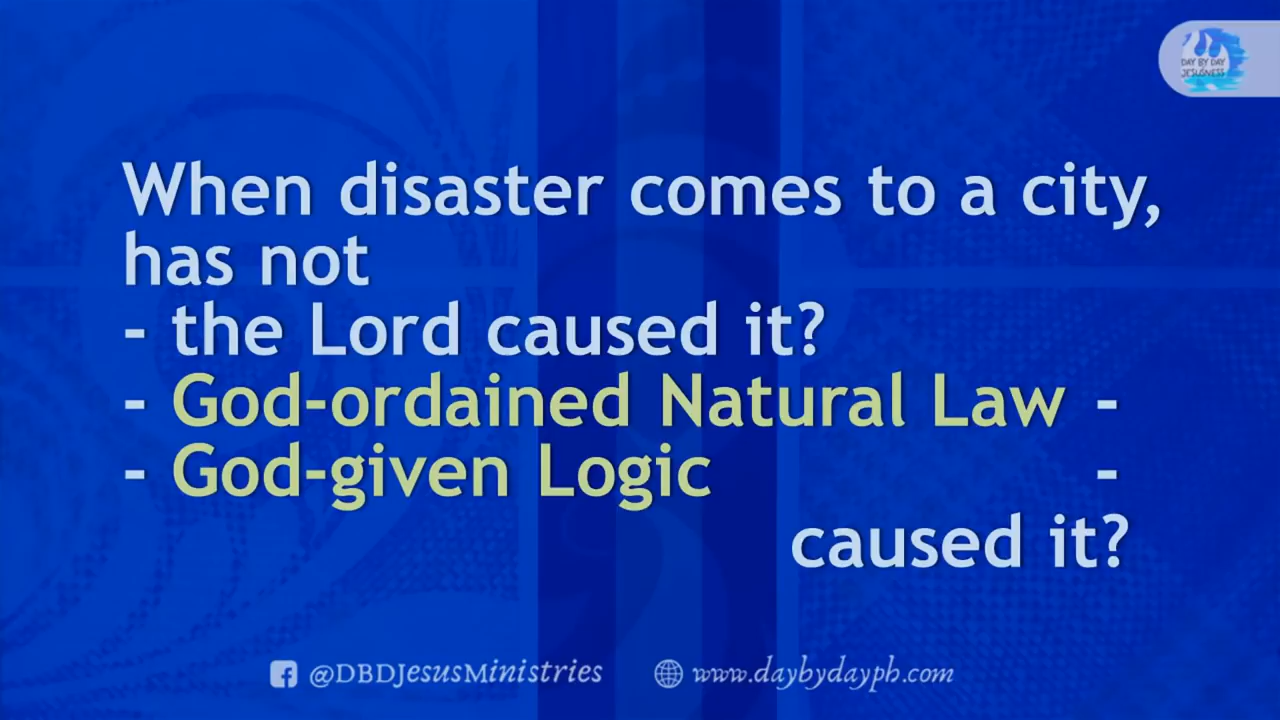 DAY BY DAY
JESUSNESS
When disaster comes to a city,
has not
- the Lord caused it?
- God-ordained Natural Law -
- God-given Logic -
caused it?
@DBDJesusMinistries www.daybydayph.com